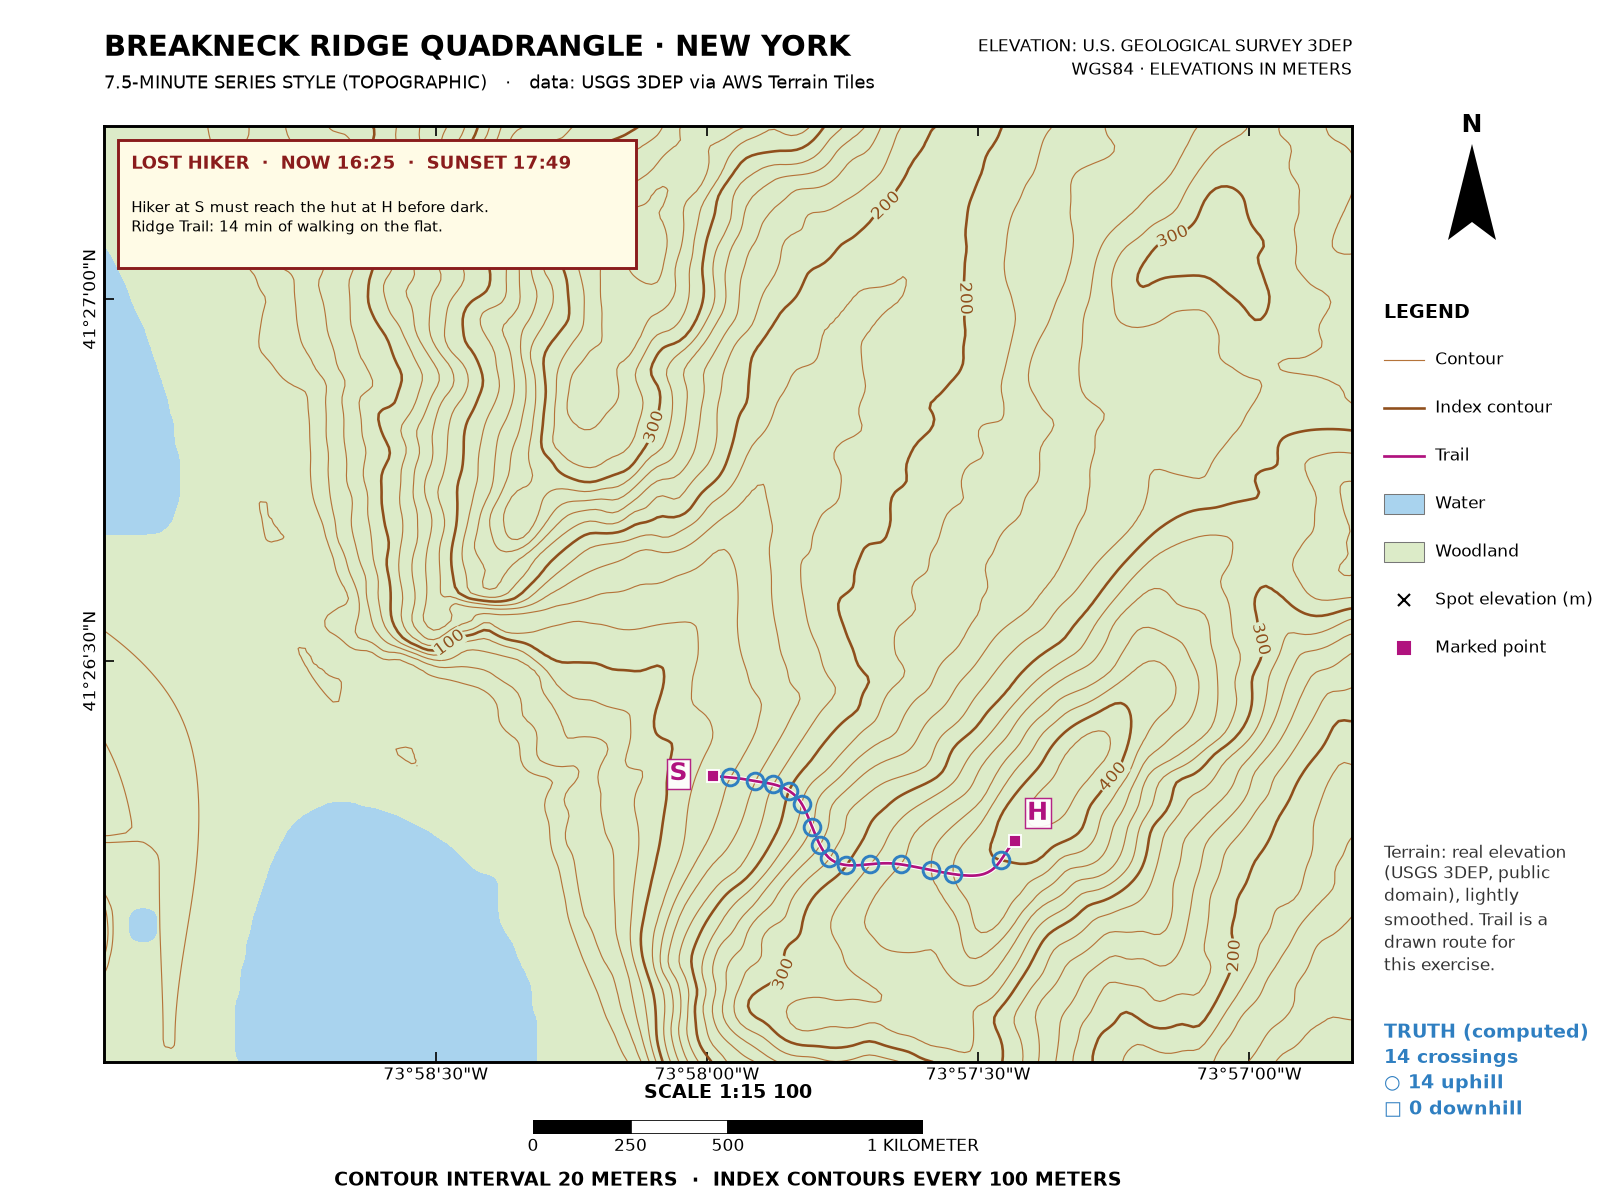 BREAKNECK RIDGE QUADRANGLE · NEW YORK
7.5-MINUTE SERIES STYLE (TOPOGRAPHIC) · data: USGS 3DEP via AWS Terrain Tiles
ELEVATION: U.S. GEOLOGICAL SURVEY 3DEP
WGS84 · ELEVATIONS IN METERS
LOST HIKER · NOW 16:25 · SUNSET 17:49
Hiker at S must reach the hut at H before dark.
Ridge Trail: 14 min of walking on the flat.
N
200
300
200
300
100
300
400
300
200
S
H
41°27'00"N
41°26'30"N
73°58'30"W
73°58'00"W
73°57'30"W
73°57'00"W
LEGEND
Contour
Index contour
Trail
Water
Woodland
Spot elevation (m)
Marked point
Terrain: real elevation
(USGS 3DEP, public
domain), lightly
smoothed. Trail is a
drawn route for
this exercise.
TRUTH (computed)
14 crossings
○ 14 uphill
□ 0 downhill
SCALE 1:15 100
0 250 500 1 KILOMETER
CONTOUR INTERVAL 20 METERS · INDEX CONTOURS EVERY 100 METERS